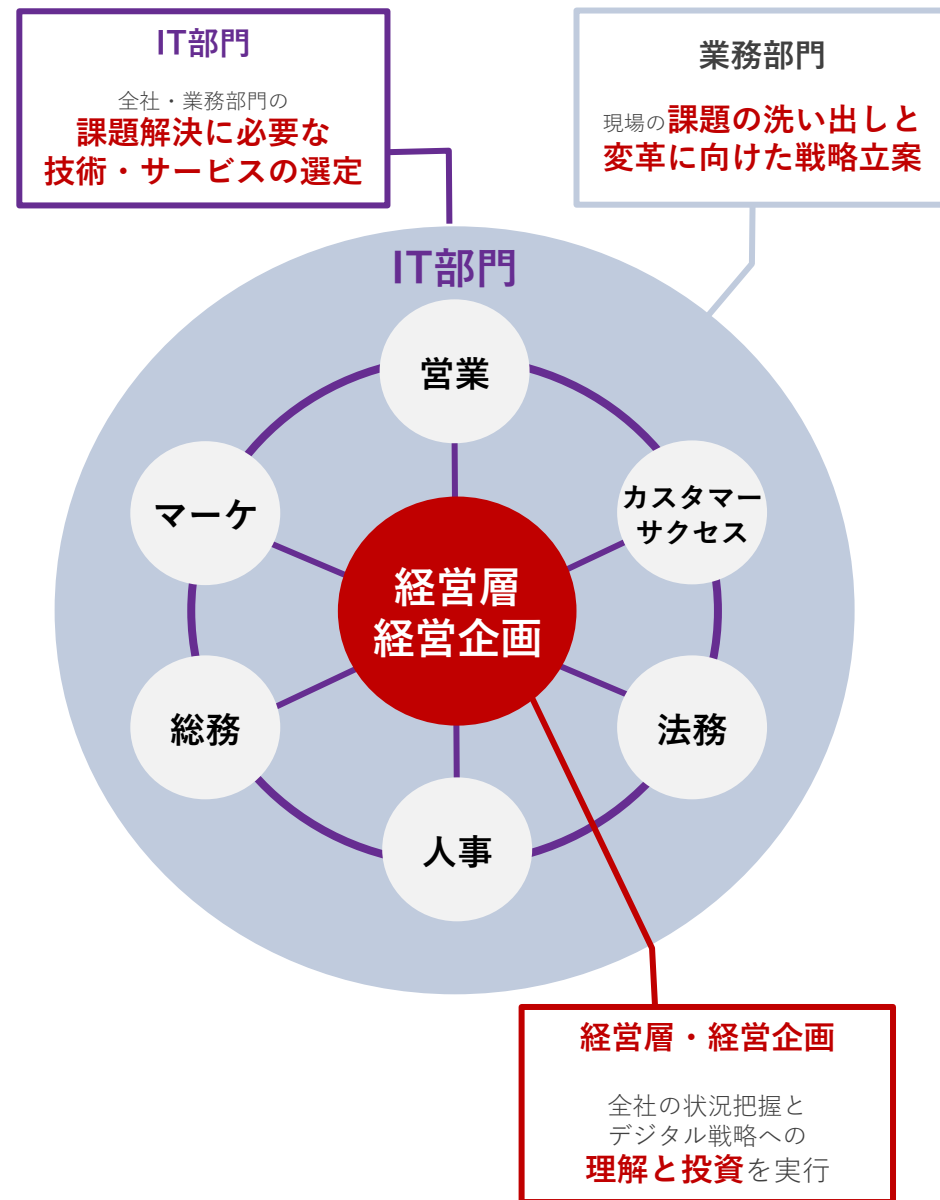 IT部門
全社・業務部門の
課題解決に必要な
技術・サービスの選定
業務部門
現場の課題の洗い出しと
変革に向けた戦略立案
IT部門
営業
マーケ
カスタマー
サクセス
経営層
経営企画
総務
法務
人事
経営層・経営企画
全社の状況把握と
デジタル戦略への
理解と投資を実行